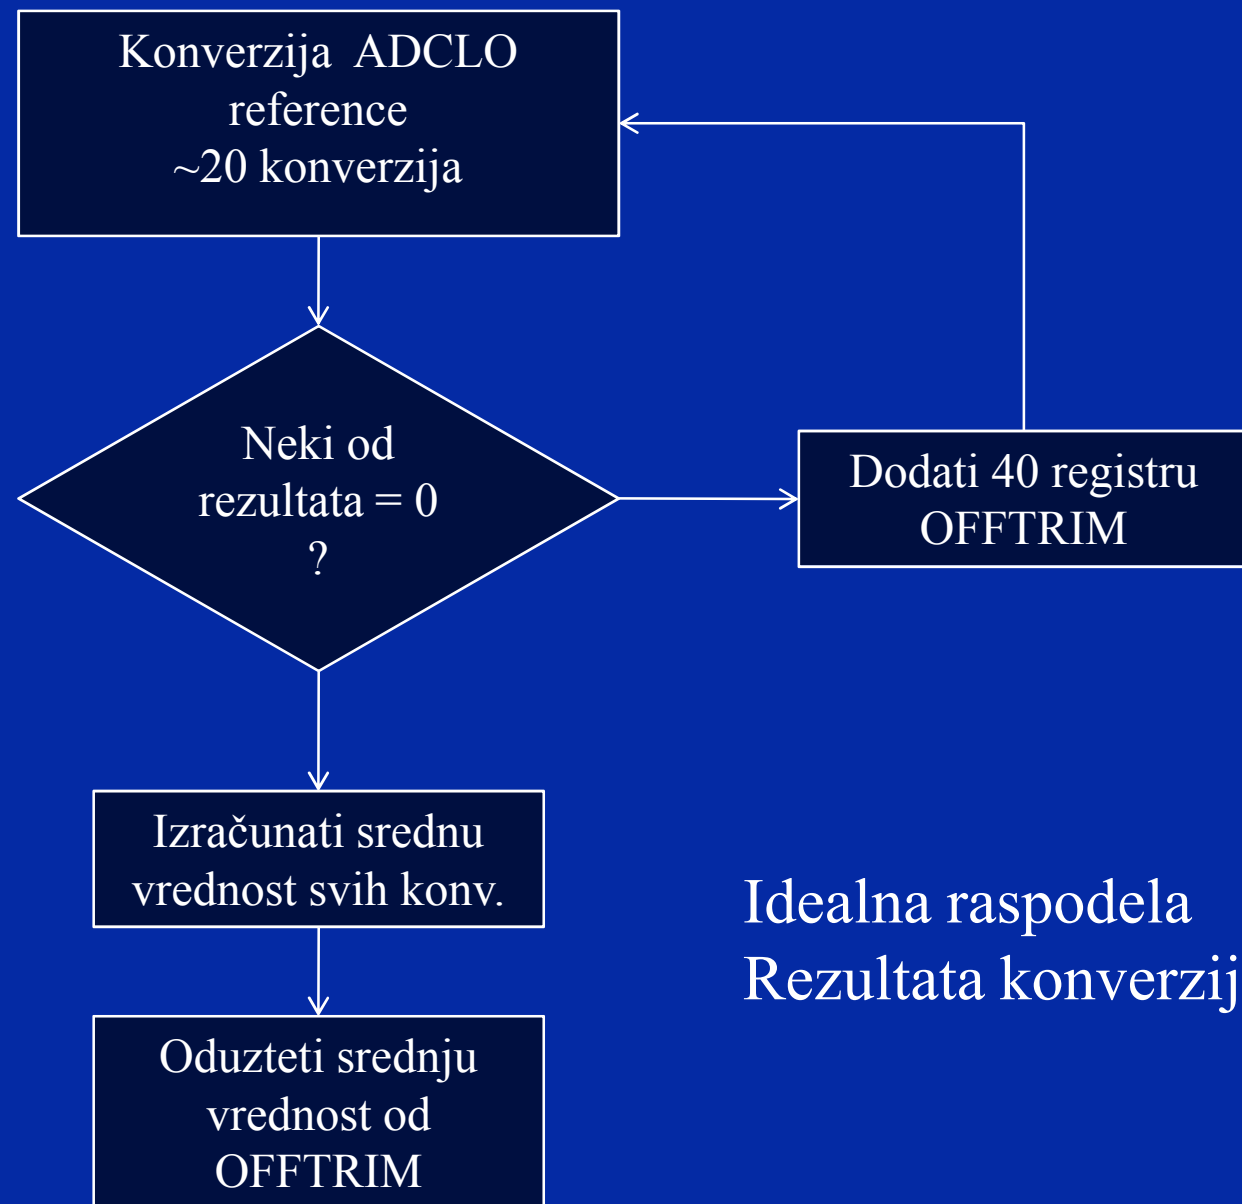 Konverzija ADCLO
reference
~20 konverzija
Neki od
rezultata = 0
?
Dodati 40 registru
OFFTRIM
Izračunati srednu
vrednost svih konv.
Oduzteti srednju
vrednost od
OFFTRIM
Idealna raspodela
Rezultata konverzij